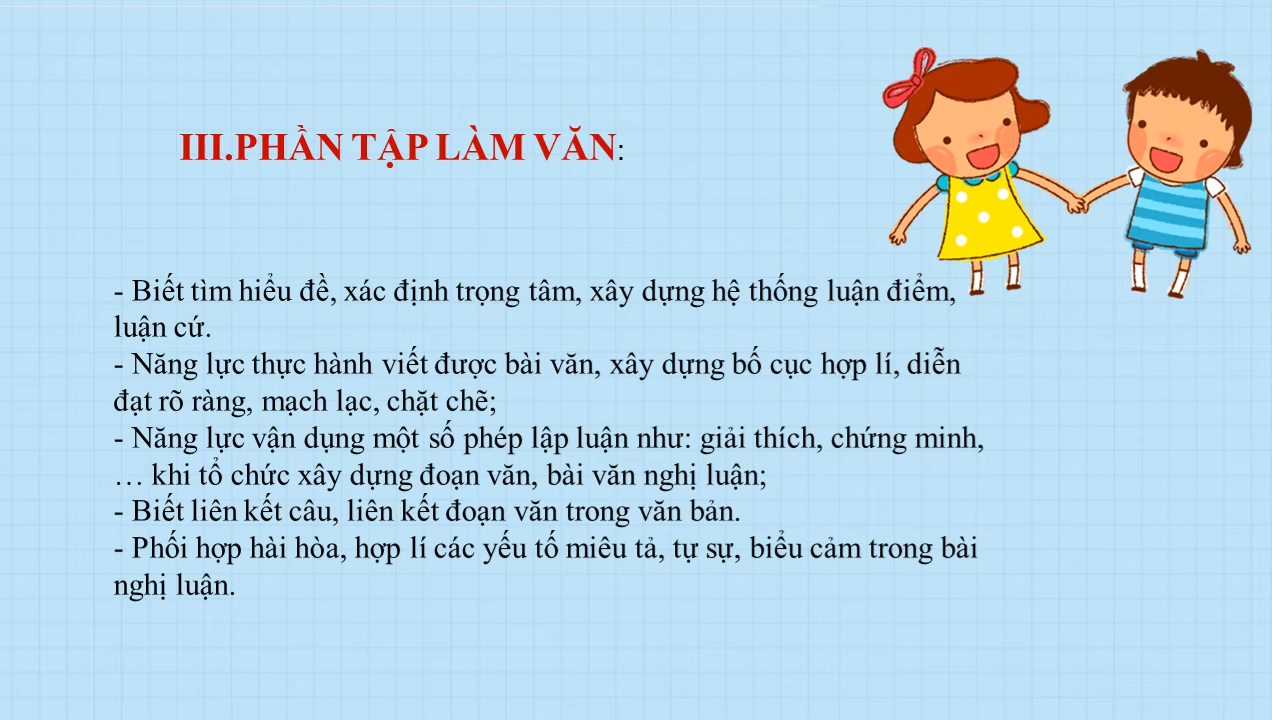 III.PHẦN TẬP LÀM VĂN:
- Biết tìm hiểu đề, xác định trọng tâm, xây dựng hệ thống luận điểm,
luận cứ.
- Năng lực thực hành viết được bài văn, xây dựng bố cục hợp lí, diễn
đạt rõ ràng, mạch lạc, chặt chẽ;
- Năng lực vận dụng một số phép lập luận như: giải thích, chứng minh,
… khi tổ chức xây dựng đoạn văn, bài văn nghị luận;
- Biết liên kết câu, liên kết đoạn văn trong văn bản.
- Phối hợp hài hòa, hợp lí các yếu tố miêu tả, tự sự, biểu cảm trong bài
nghị luận.